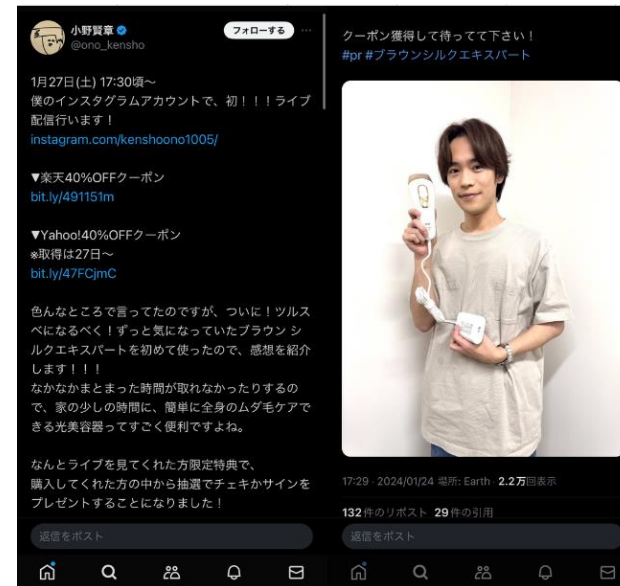 小野賢章
@ono_kensho
フォローする
1月27日(土) 17:30頃〜
僕のインスタグラムアカウントで、初！！！ライブ
配信行います！
instagram.com/kenshoono1005/
▼楽天40%OFFクーポン
bit.ly/491151m
▼Yahoo!40%OFFクーポン
※取得は27日〜
bit.ly/47FCjmC
色んなところで言ってたのですが、ついに！ツルス
ベになるべく！ずっと気になっていたブラウン シ
ルクエキスパートを初めて使ったので、感想を紹介
します！！！
なかなかまとまった時間が取れなかったりするの
で、家の少しの時間に、簡単に全身のムダ毛ケアで
きる光美容器ってすごく便利ですよね。
なんとライブを見てくれた方限定特典で、
購入してくれた方の中から抽選でチェキかサインを
プレゼントすることになりました！
返信をポスト
クーポン獲得して待ってて下さい！
#pr #ブラウンシルクエキスパート
17:29 · 2024/01/24 場所: Earth · 2.2万回表示
132件のリポスト 29件の引用
返信をポスト